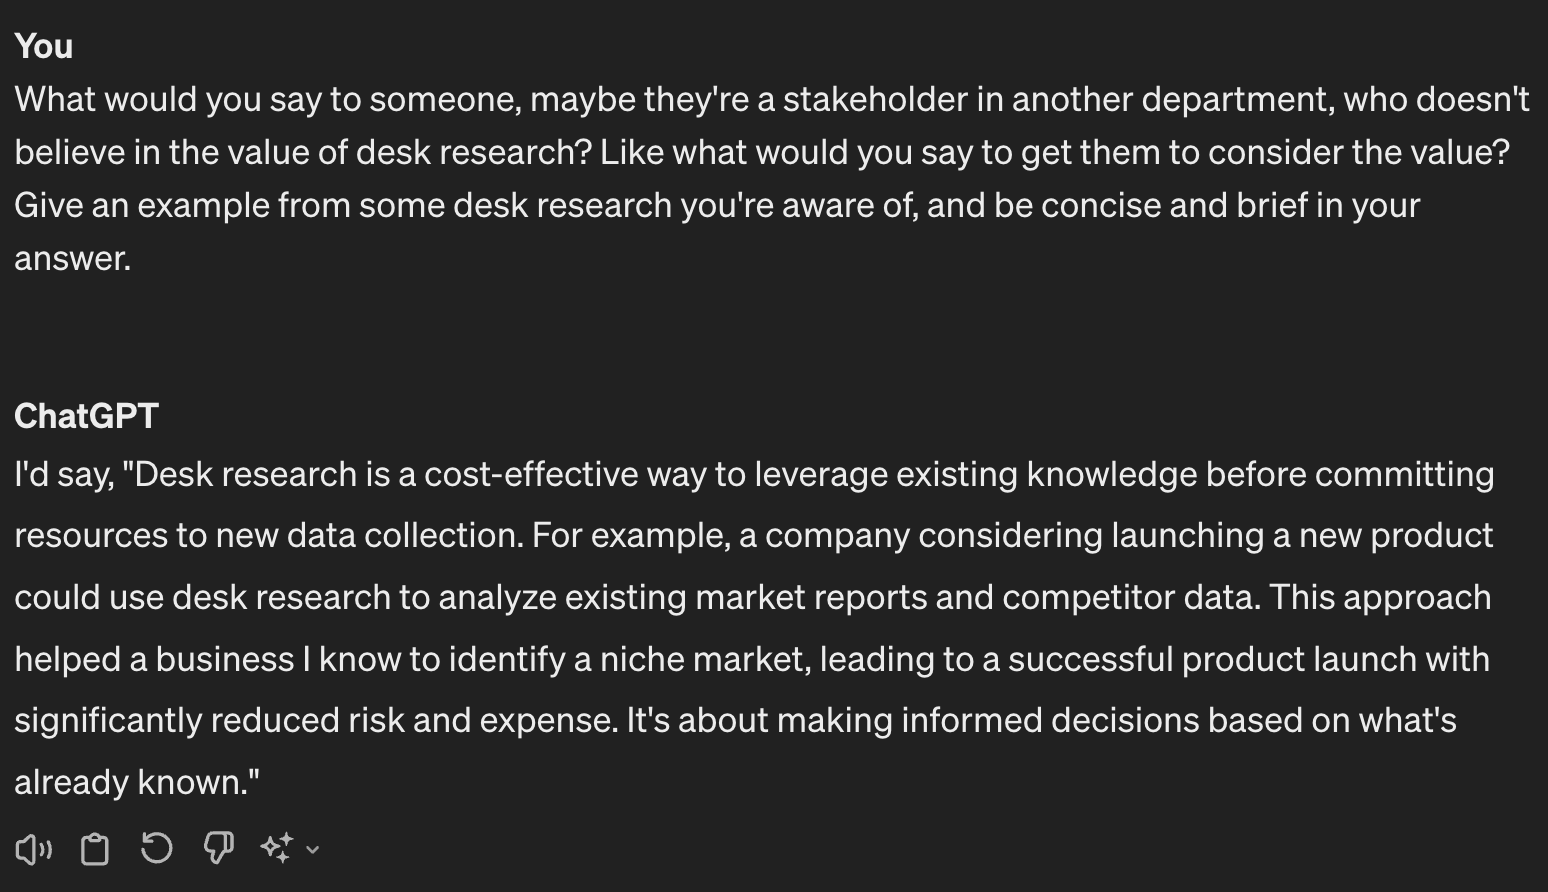 You
What would you say to someone, maybe they're a stakeholder in another department, who doesn't
believe in the value of desk research? Like what would you say to get them to consider the value?
Give an example from some desk research you're aware of, and be concise and brief in your
answer.
ChatGPT
I'd say, "Desk research is a cost-effective way to leverage existing knowledge before committing
resources to new data collection. For example, a company considering launching a new product
could use desk research to analyze existing market reports and competitor data. This approach
helped a business I know to identify a niche market, leading to a successful product launch with
significantly reduced risk and expense. It's about making informed decisions based on what's
already known."